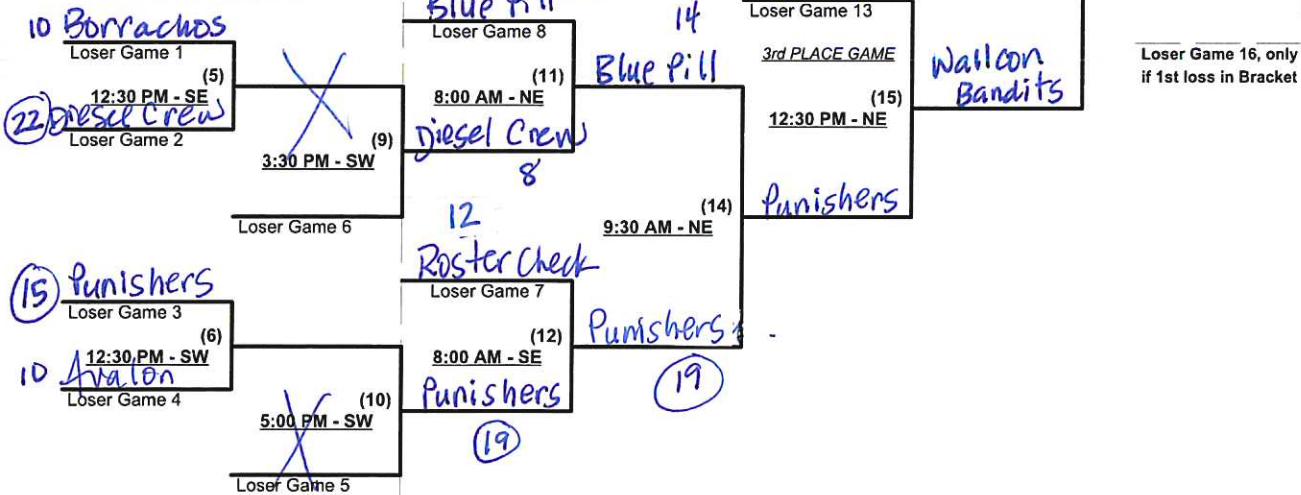 10 Borrachos
Loser Game 1
(5)
12:30 PM - SE
22 Diesel Crew
Loser Game 2
(9)
3:30 PM - SW
Loser Game 6
15 Punishers
Loser Game 3
(6)
12:30 PM - SW
10 Avalon
Loser Game 4
(10)
5:00 PM - SW
Loser Game 5
Blue Pill
Loser Game 8
(11)
8:00 AM - NE
Diesel Crew
8
12
Roster Check
Loser Game 7
(12)
8:00 AM - SE
Punishers
19
14
Blue Pill
(14)
9:30 AM - NE
Punishers
19
Loser Game 13
3rd PLACE GAME
(15)
12:30 PM - NE
Punishers
Wallcon
Bandits
Loser Game 16, only
if 1st loss in Bracket